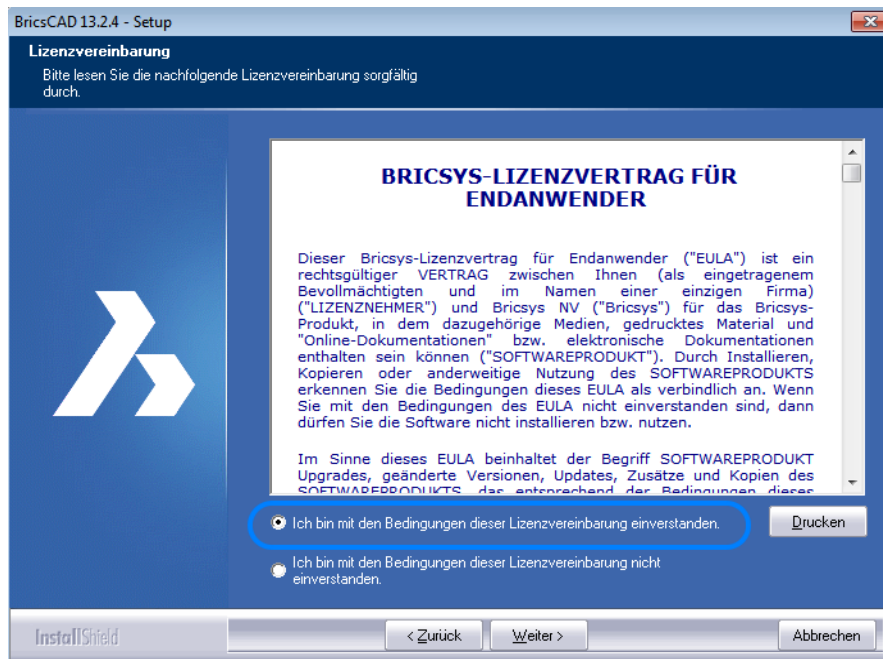 BricsCAD 13.2.4 - Setup
Lizenzvereinbarung
Bitte lesen Sie die nachfolgende Lizenzvereinbarung sorgfältig
durch.
BRICSYS-LIZENZVERTRAG FÜR
ENDANWENDER
Dieser Bricsys-Lizenzvertrag für Endanwender ("EULA") ist ein
rechtsgültiger VERTRAG zwischen Ihnen (als eingetragenem
Bevollmächtigten und im Namen einer einzigen Firma)
("LIZENZNEHMER") und Bricsys NV ("Bricsys") für das Bricsys-
Produkt, in dem dazugehörige Medien, gedrucktes Material und
"Online-Dokumentationen" bzw. elektronische Dokumentationen
enthalten sein können ("SOFTWAREPRODUKT"). Durch Installieren,
Kopieren oder anderweitige Nutzung des SOFTWAREPRODUKTS
erkennen Sie die Bedingungen dieses EULA als verbindlich an. Wenn
Sie mit den Bedingungen des EULA nicht einverstanden sind, dann
dürfen Sie die Software nicht installieren bzw. nutzen.
Im Sinne dieses EULA beinhaltet der Begriff SOFTWAREPRODUKT
Upgrades, geänderte Versionen, Updates, Zusätze und Kopien des
SOFTWAREPRODUKTS, das entsprechend der Bedingungen dieses
Ich bin mit den Bedingungen dieser Lizenzvereinbarung einverstanden.
Drucken
Ich bin mit den Bedingungen dieser Lizenzvereinbarung nicht
einverstanden.
InstallShield
< Zurück
Weiter >
Abbrechen